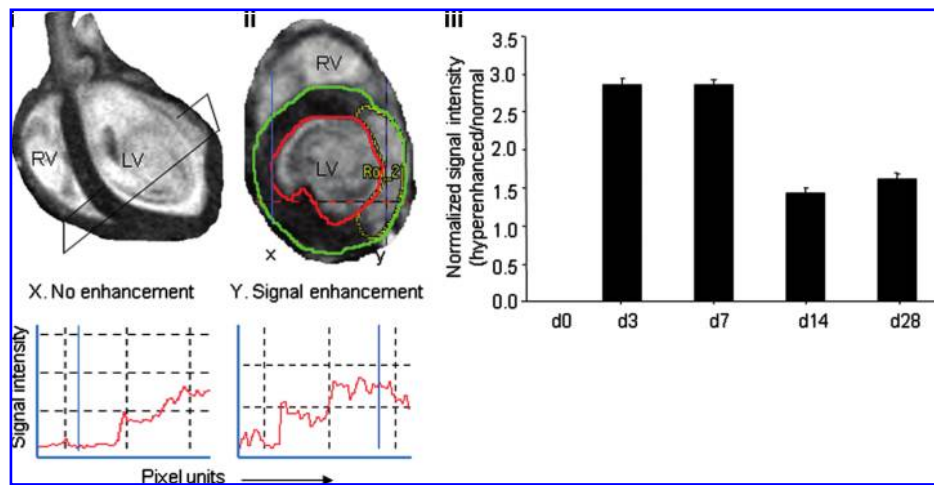 i
ii
iii
RV
LV
RV
LV
Roi_2
x
y
X. No enhancement
Y. Signal enhancement
Signal intensity
Pixel units
Normalized signal intensity
(hyperenhanced/normal)
3.5
3.0
2.5
2.0
1.5
1.0
0.5
0.0
d0 d3 d7 d14 d28